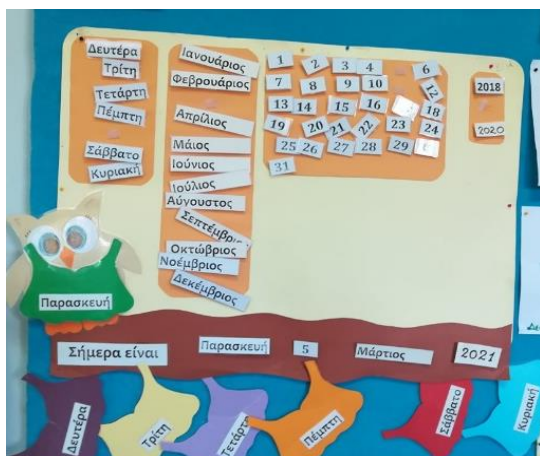 Δευτέρα
Τρίτη
Τετάρτη
Πέμπτη
Σάββατο
Κυριακή
Ιανουάριος
Φεβρουάριος
Απρίλιος
Μάιος
Ιούνιος
Ιούλιος
Αύγουστος
Σεπτέμβριος
Οκτώβριος
Νοέμβριος
Δεκέμβριος
1 2 3 4 6
7 8 9 10 12
13 14 15 16 18
19 20 21 22 23 24
25 26 27 28 29
31
2018
2020
Παρασκευή
Σήμερα είναι Παρασκευή 5 Μάρτιος 2021
Δευτέρα
Τρίτη
Τετάρτη
Πέμπτη
Σάββατο
Κυριακή